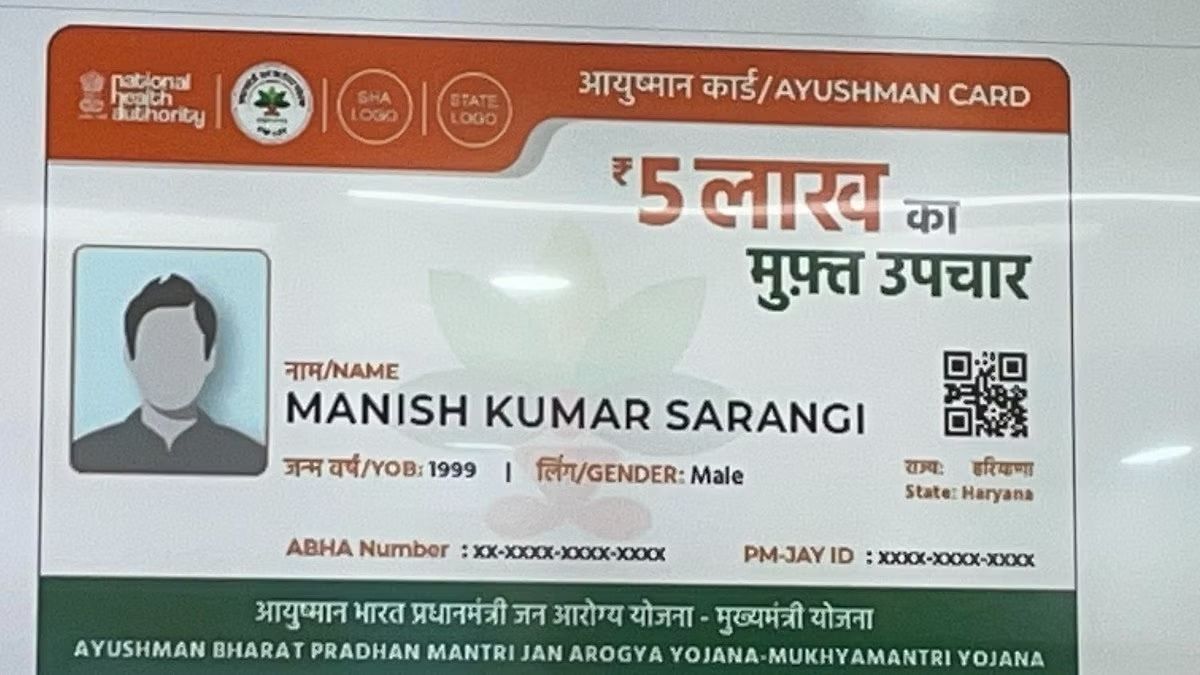 national
health
authority
SHA
LOGO
STATE
LOGO
आयुष्मान कार्ड/AYUSHMAN CARD
₹5 लाख का
मुफ़्त उपचार
नाम/NAME
MANISH KUMAR SARANGI
जन्म वर्ष/YOB: 1999 | लिंग/GENDER: Male
राज्य: हरियाणा
State: Haryana
ABHA Number : xx-xxxx-xxxx-xxxx
PM-JAY ID : xxxx-xxxx-xxxx
आयुष्मान भारत प्रधानमंत्री जन आरोग्य योजना - मुख्यमंत्री योजना
AYUSHMAN BHARAT PRADHAN MANTRI JAN AROGYA YOJANA-MUKHYAMANTRI YOJANA